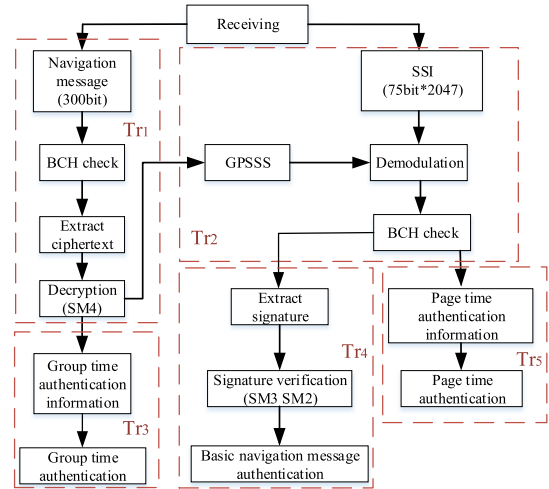 Receiving
Navigation
message
(300bit)
SSI
(75bit*2047)
Tr1
BCH check
GPSSS
Demodulation
Extract
ciphertext
Tr2
BCH check
Decryption
(SM4)
Extract
signature
Page time
authentication
information
Group time
authentication
information
Tr4
Tr5
Signature verification
(SM3 SM2)
Page time
authentication
Tr3
Group time
authentication
Basic navigation message
authentication